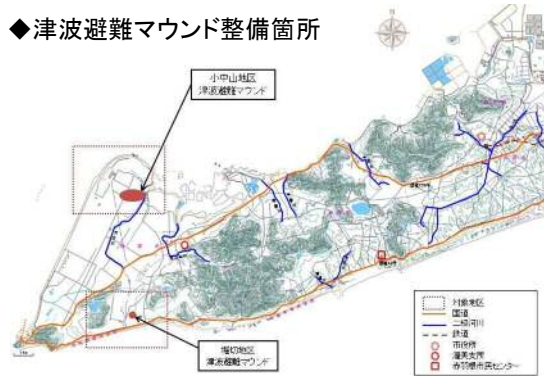 ◆津波避難マウンド整備箇所
小中山地区
津波避難マウンド
堀切地区
津波避難マウンド
対象地区
国道
二級河川
鉄道
市役所
渥美支所
赤羽根市民センター